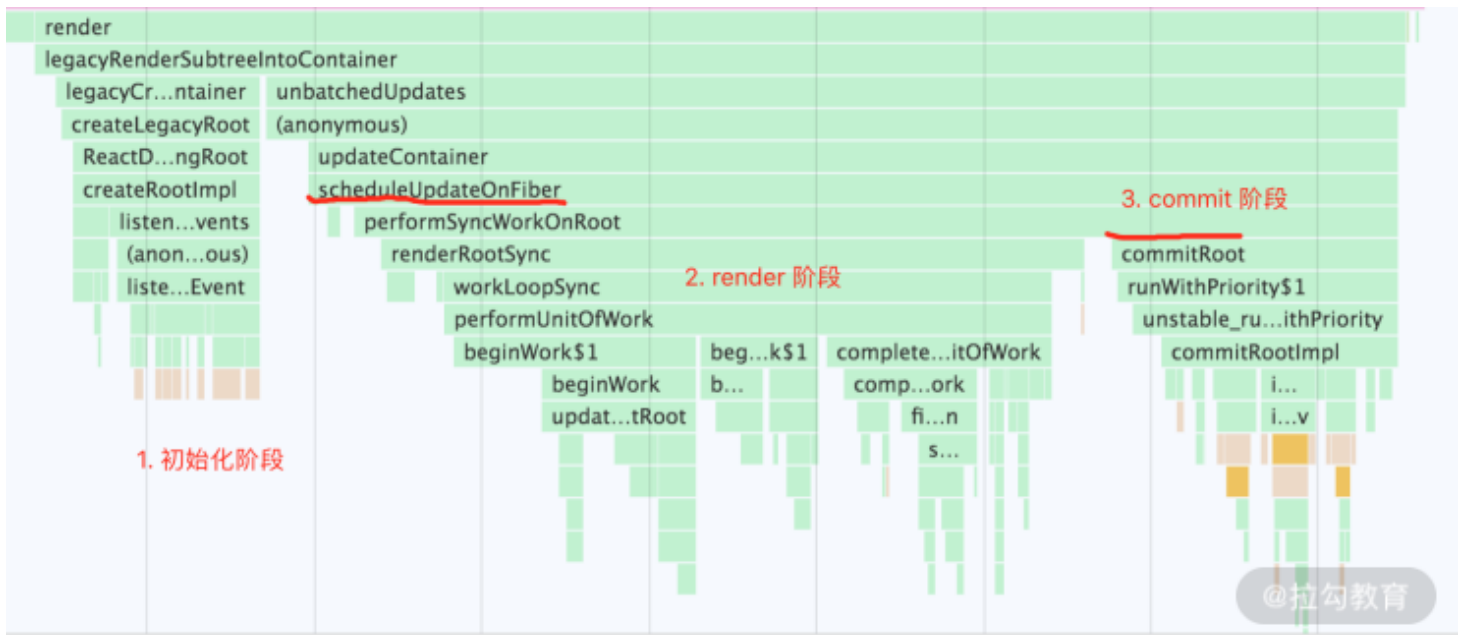 render
legacyRenderSubtreeIntoContainer
legacyCr...ntainer unbatchedUpdates
createLegacyRoot (anonymous)
ReactD...ngRoot updateContainer
createRootImpl scheduleUpdateOnFiber 3. commit 阶段
listen...vents performSyncWorkOnRoot
(anon...ous) renderRootSync commitRoot
liste...Event workLoopSync 2. render 阶段 runWithPriority$1
performUnitOfWork unstable_ru...ithPriority
beginWork$1 beg...k$1 complete...itOfWork commitRootImpl
beginWork b... comp...ork i...
updat...tRoot fi...n i...v
1. 初始化阶段 s...
@拉勾教育